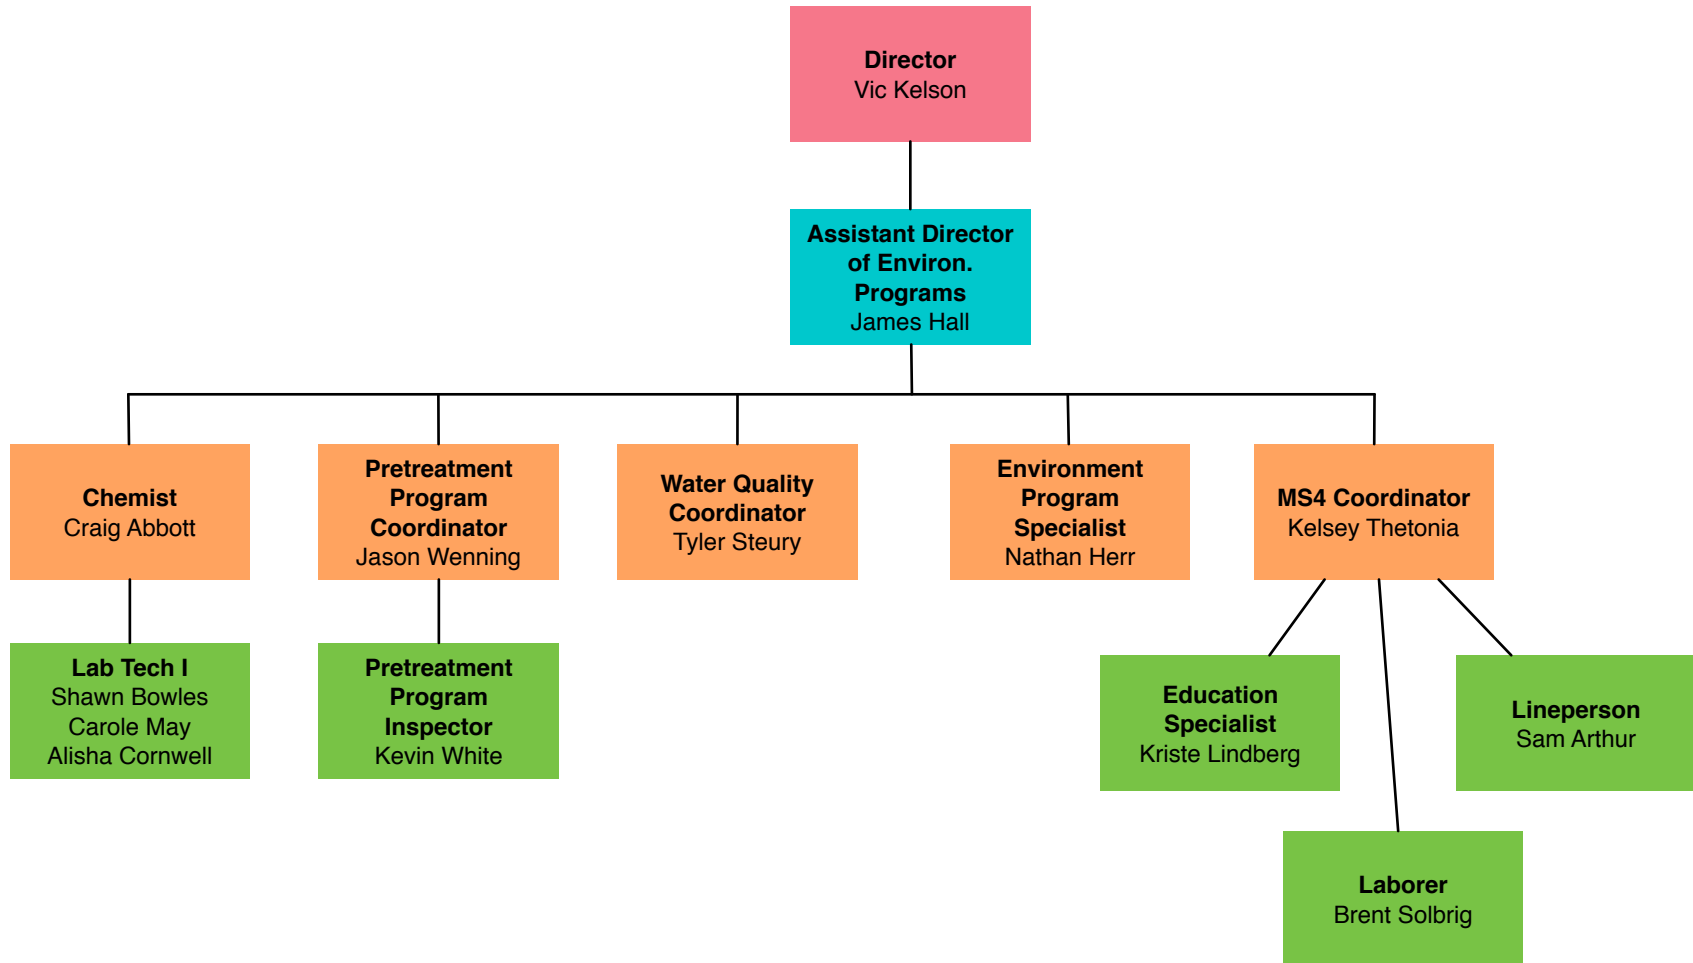 Director
Vic Kelson
Assistant Director
of Environ.
Programs
James Hall
Chemist
Craig Abbott
Pretreatment
Program
Coordinator
Jason Wenning
Water Quality
Coordinator
Tyler Steury
Environment
Program
Specialist
Nathan Herr
MS4 Coordinator
Kelsey Thetonia
Lab Tech I
Shawn Bowles
Carole May
Alisha Cornwell
Pretreatment
Program
Inspector
Kevin White
Education
Specialist
Kriste Lindberg
Lineperson
Sam Arthur
Laborer
Brent Solbrig